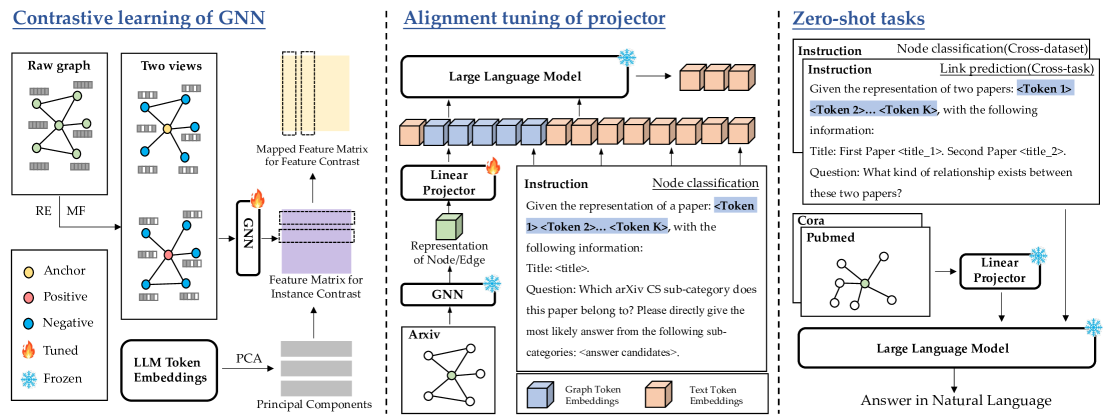 Contrastive learning of GNN
Raw graph
Two views
RE
MF
GNN
Mapped Feature Matrix
for Feature Contrast
Feature Matrix for
Instance Contrast
Anchor
Positive
Negative
Tuned
Frozen
LLM Token
Embeddings
PCA
Principal Components
Alignment tuning of projector
Large Language Model
Linear
Projector
Representation
of Node/Edge
GNN
Arxiv
Instruction
Node classification
Given the representation of a paper: <Token
1> <Token 2>… <Token K>, with the
following information:
Title: <title>.
Question: Which arXiv CS sub-category does
this paper belong to? Please directly give the
most likely answer from the following sub-
categories: <answer candidates>.
Graph Token
Embeddings
Text Token
Embeddings
Zero-shot tasks
Instruction
Node classification(Cross-dataset)
Instruction
Link prediction(Cross-task)
Given the representation of two papers: <Token 1>
<Token 2>… <Token K>, with the following
information:
Title: First Paper <title_1>. Second Paper <title_2>.
Question: What kind of relationship exists between
these two papers?
Cora
Pubmed
Linear
Projector
Large Language Model
Answer in Natural Language